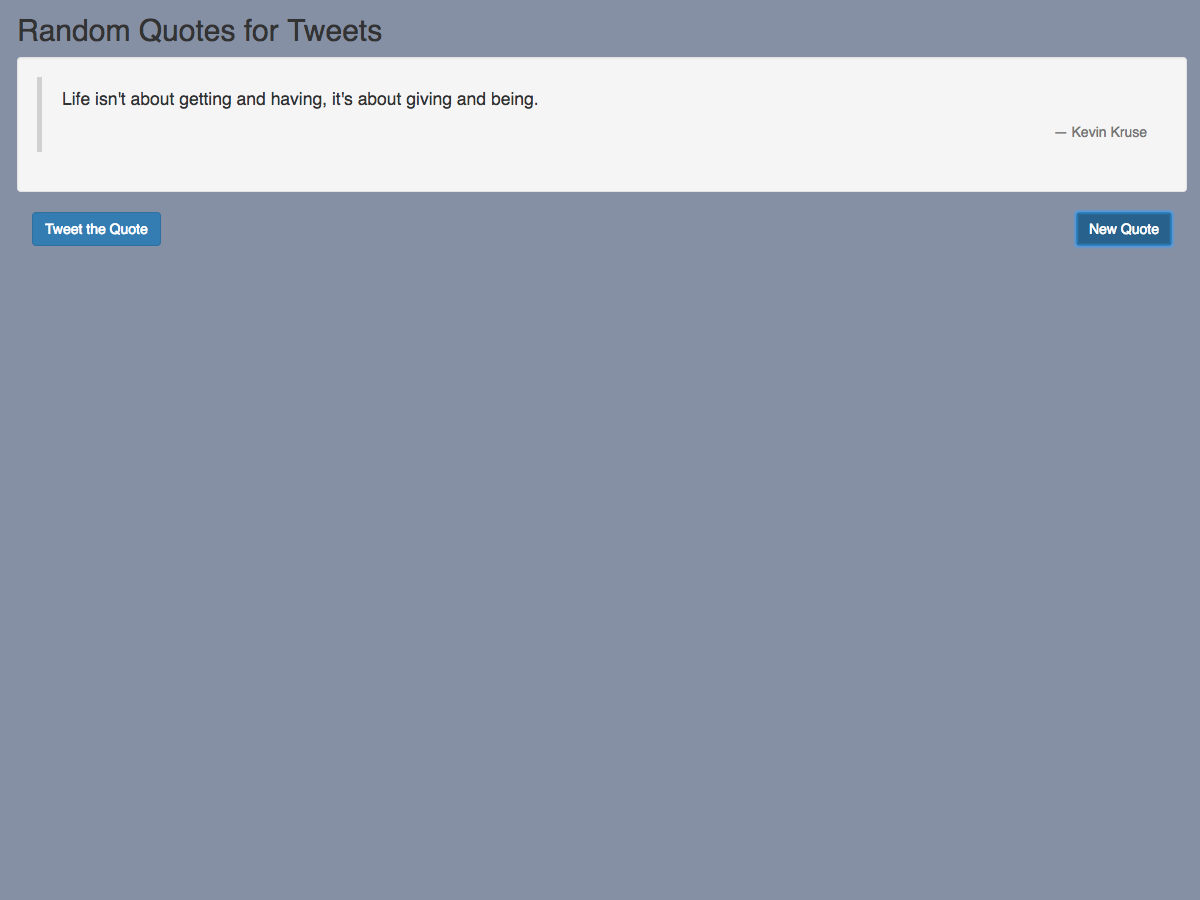 Random Quotes for Tweets
Life isn't about getting and having, it's about giving and being.
— Kevin Kruse
Tweet the Quote
New Quote